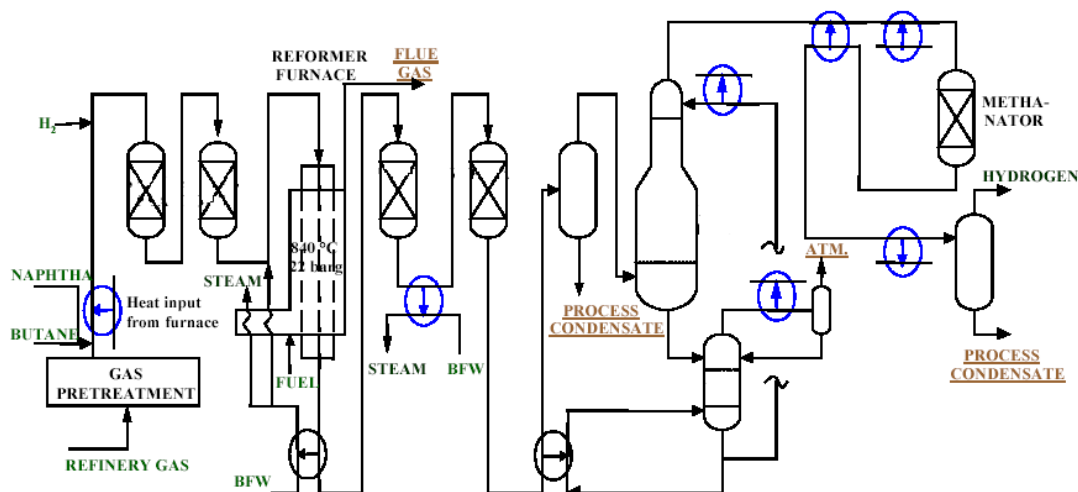 REFORMER
FURNACE
FLUE
GAS
H2
METHA-
NATOR
HYDROGEN
840 °C
22 barg
ATM.
NAPHTHA
STEAM
Heat input
from furnace
BUTANE
PROCESS
CONDENSATE
GAS
PRETREATMENT
FUEL
STEAM
BFW
PROCESS
CONDENSATE
REFINERY GAS
BFW